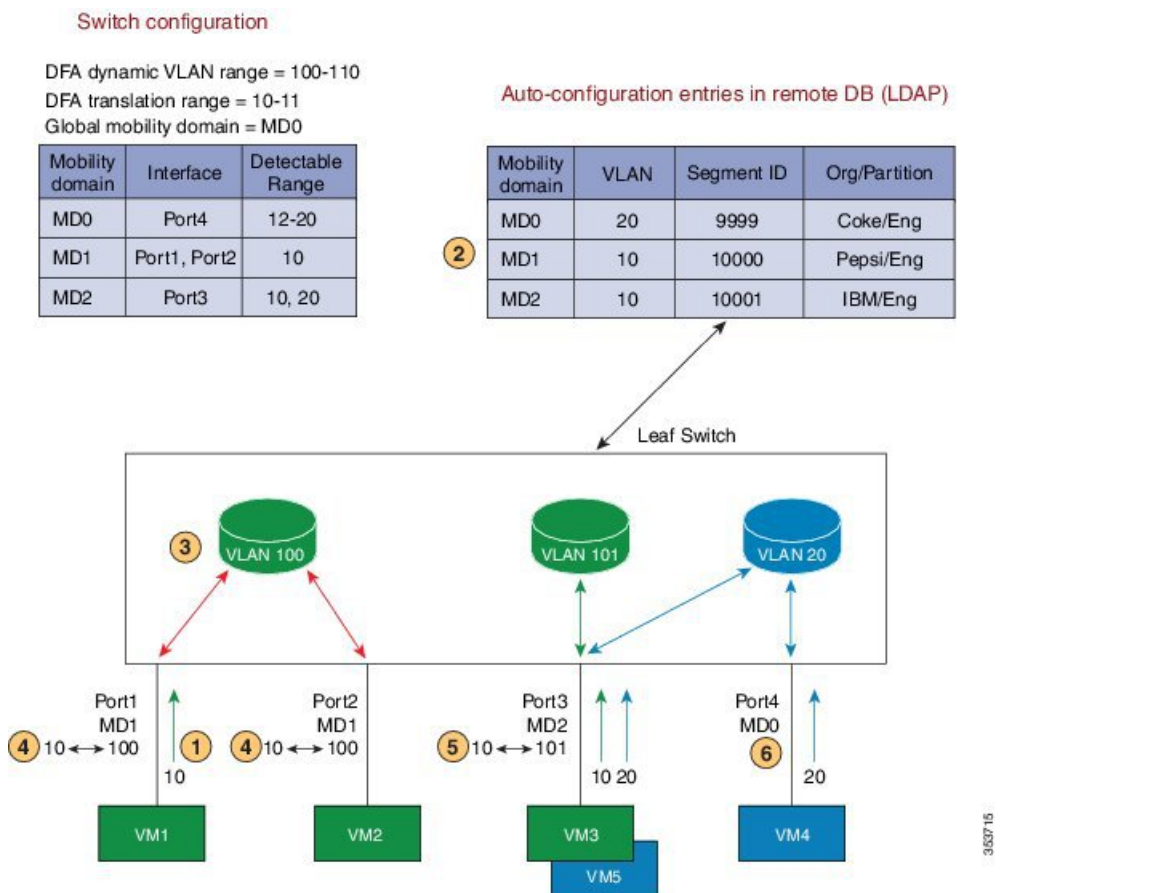 Switch configuration
DFA dynamic VLAN range = 100-110
DFA translation range = 10-11
Global mobility domain = MD0
Mobility domain Interface Detectable Range
MD0 Port4 12-20
MD1 Port1, Port2 10
MD2 Port3 10, 20
Auto-configuration entries in remote DB (LDAP)
Mobility domain VLAN Segment ID Org/Partition
MD0 20 9999 Coke/Eng
2 MD1 10 10000 Pepsi/Eng
MD2 10 10001 IBM/Eng
Leaf Switch
3 VLAN 100 VLAN 101 VLAN 20
Port1 Port2 Port3 Port4
MD1 MD1 MD2 MD0
4 10 ↔ 100 1 4 10 ↔ 100 5 10 ↔ 101 6
10 10 20 20
VM1 VM2 VM3 VM4
VM5
353715